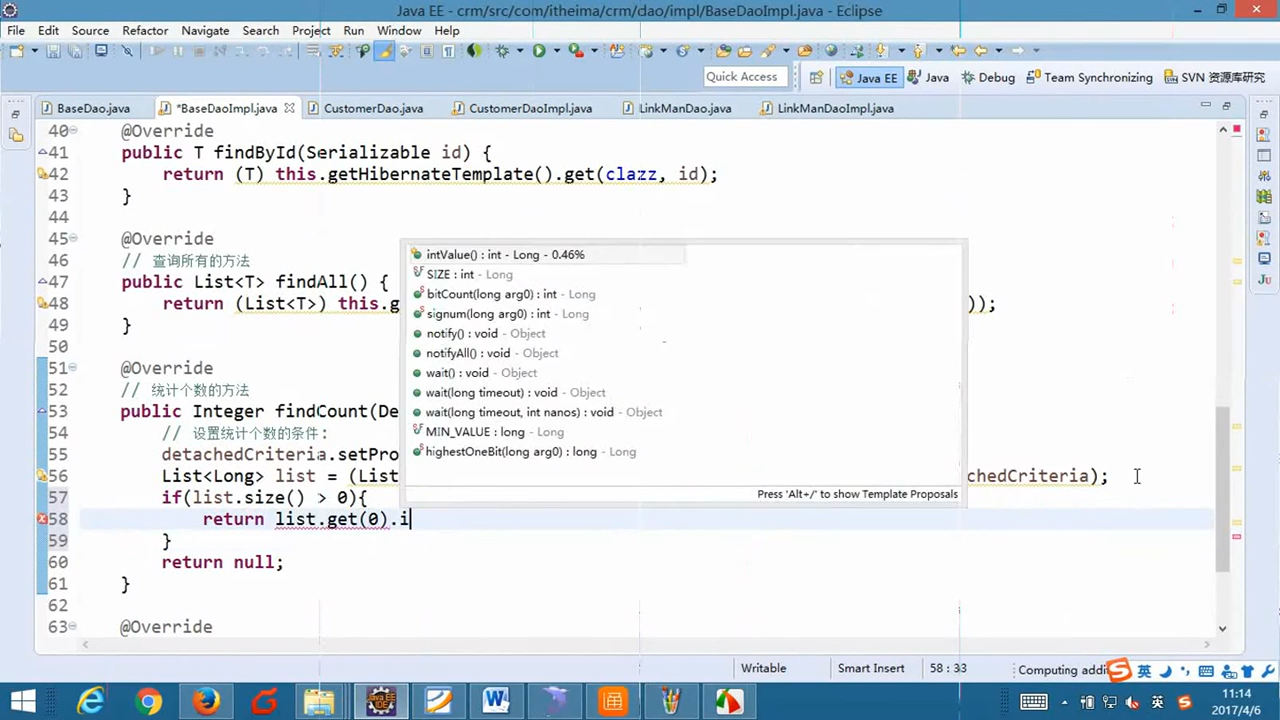 Java EE - crm/src/com/itheima/crm/dao/impl/BaseDaoImpl.java - Eclipse
File Edit Source Refactor Navigate Search Project Run Window Help
Quick Access Java EE Java Debug Team Synchronizing SVN 资源库研究
BaseDao.java *BaseDaoImpl.java CustomerDao.java CustomerDaoImpl.java LinkManDao.java LinkManDaoImpl.java
40 @Override
41 public T findById(Serializable id) {
42 return (T) this.getHibernateTemplate().get(clazz, id);
43 }
44
45 @Override
46 // 查询所有的方法
47 public List<T> findAll() {
48 return (List<T>) this.g ));
49 }
50
51 @Override
52 // 统计个数的方法
53 public Integer findCount(De
54 // 设置统计个数的条件:
55 detachedCriteria.setPro
56 List<Long> list = (List chedCriteria);
57 if(list.size() > 0){
58 return list.get(0).i
59 }
60 return null;
61 }
62
63 @Override
intValue() : int - Long - 0.46%
SIZE : int - Long
bitCount(long arg0) : int - Long
signum(long arg0) : int - Long
notify() : void - Object
notifyAll() : void - Object
wait() : void - Object
wait(long timeout) : void - Object
wait(long timeout, int nanos) : void - Object
MIN_VALUE : long - Long
highestOneBit(long arg0) : long - Long
Press 'Alt+/' to show Template Proposals
Writable Smart Insert 58 : 33 Computing addi 英
英 11:14
2017/4/6